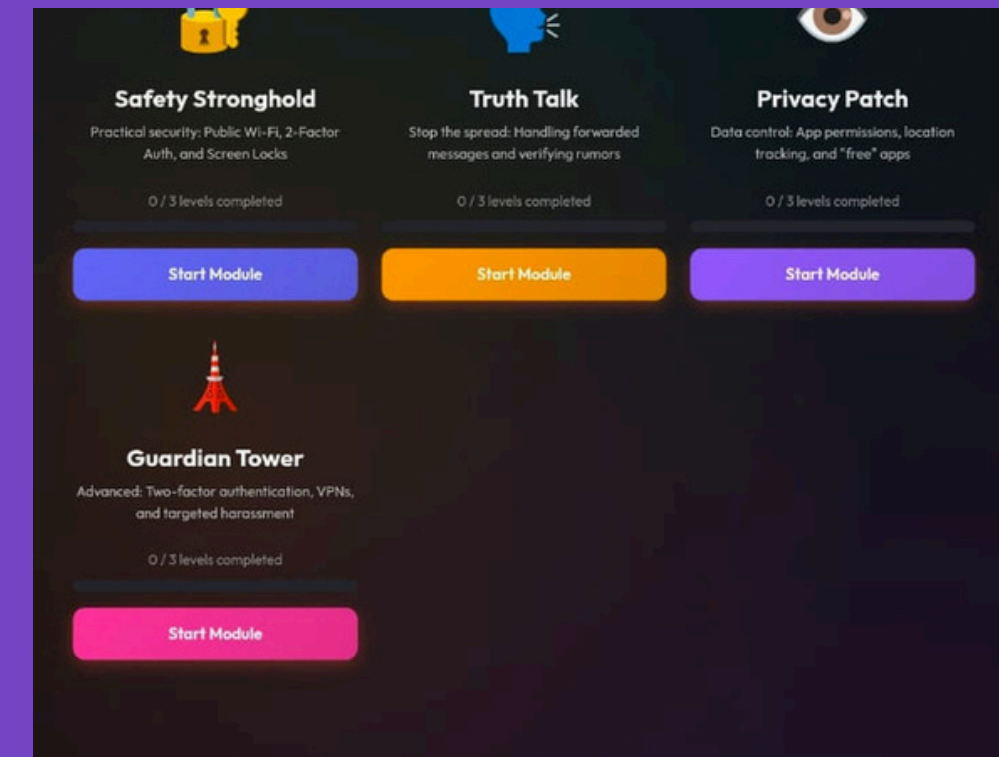 Safety Stronghold
Practical security: Public Wi-Fi, 2-Factor
Auth, and Screen Locks
0 / 3 levels completed
Start Module
Truth Talk
Stop the spread: Handling forwarded
messages and verifying rumors
0 / 3 levels completed
Start Module
Privacy Patch
Data control: App permissions, location
tracking, and "free" apps
0 / 3 levels completed
Start Module
Guardian Tower
Advanced: Two-factor authentication, VPNs,
and targeted harassment
0 / 3 levels completed
Start Module